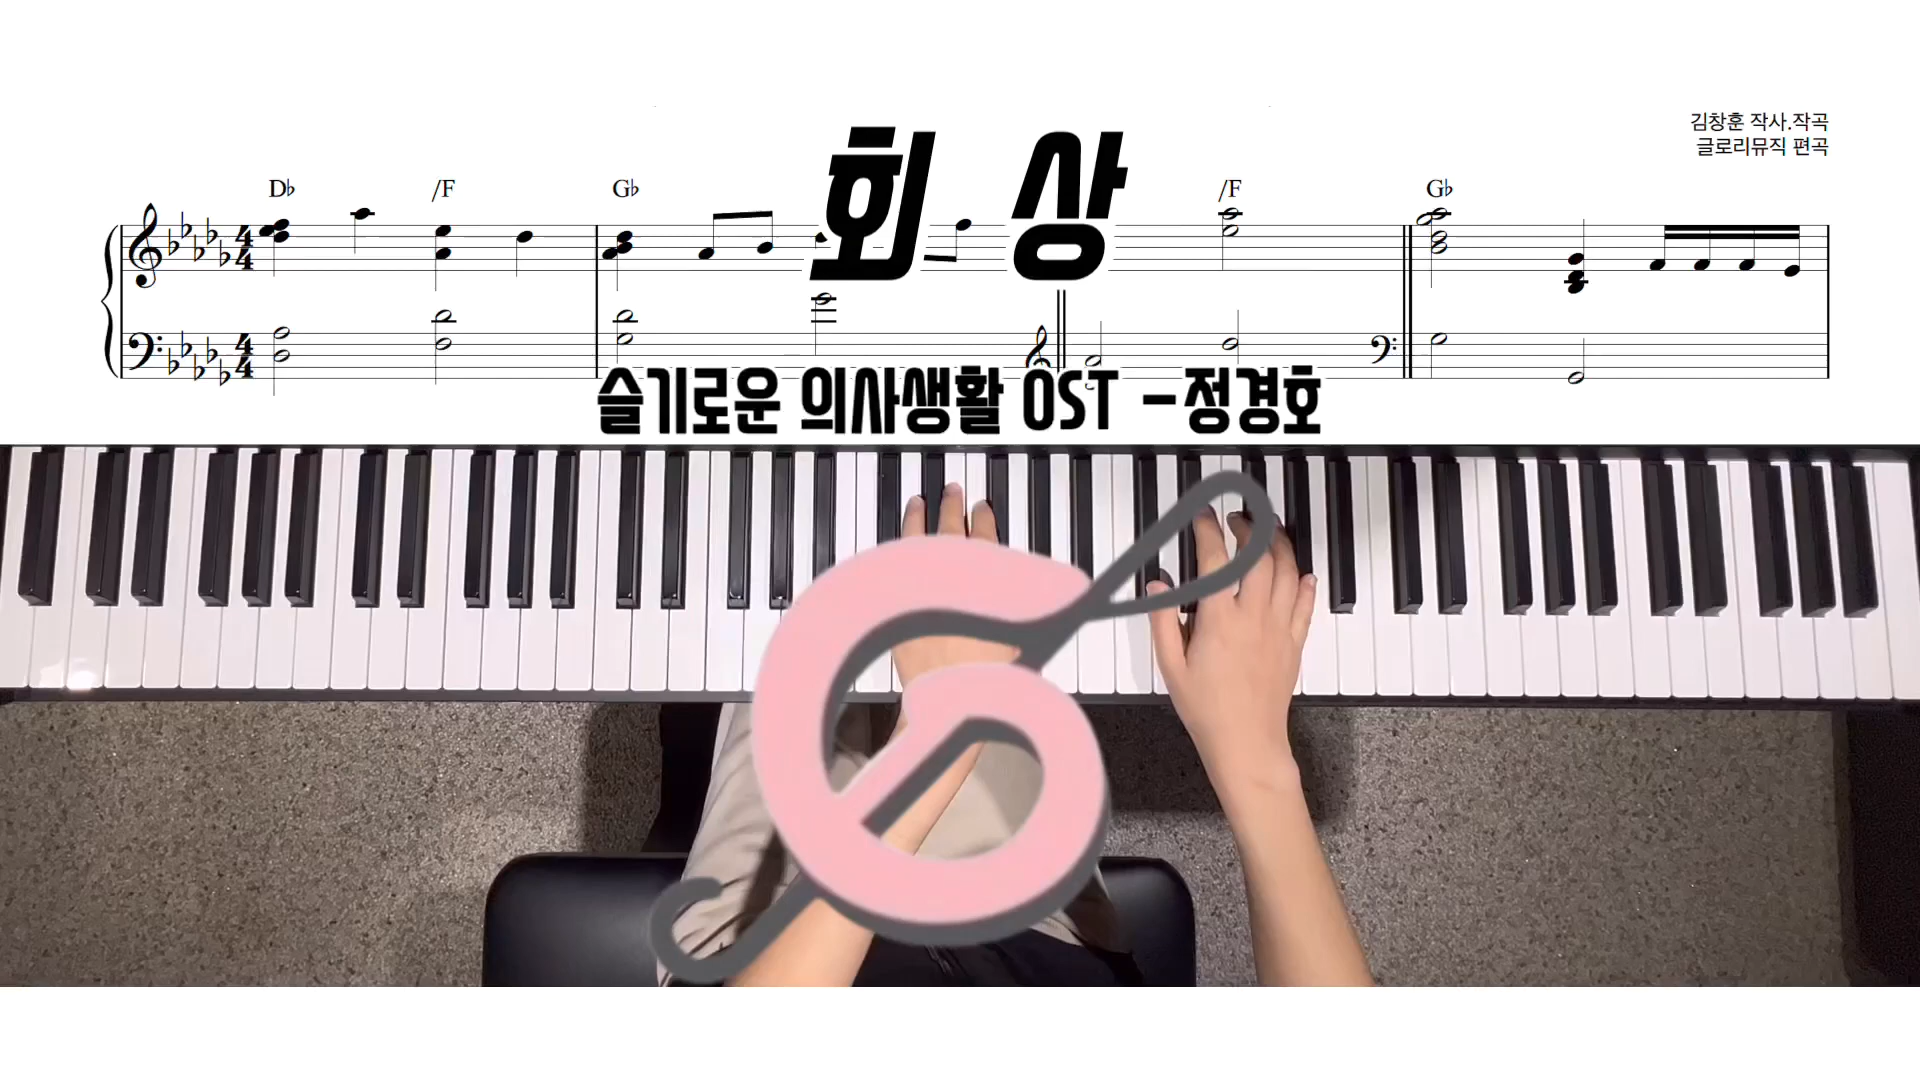 김창훈 작사.작곡
글로리뮤직 편곡
회 상
D♭ /F G♭ /F G♭
슬기로운 의사생활 OST -정경호